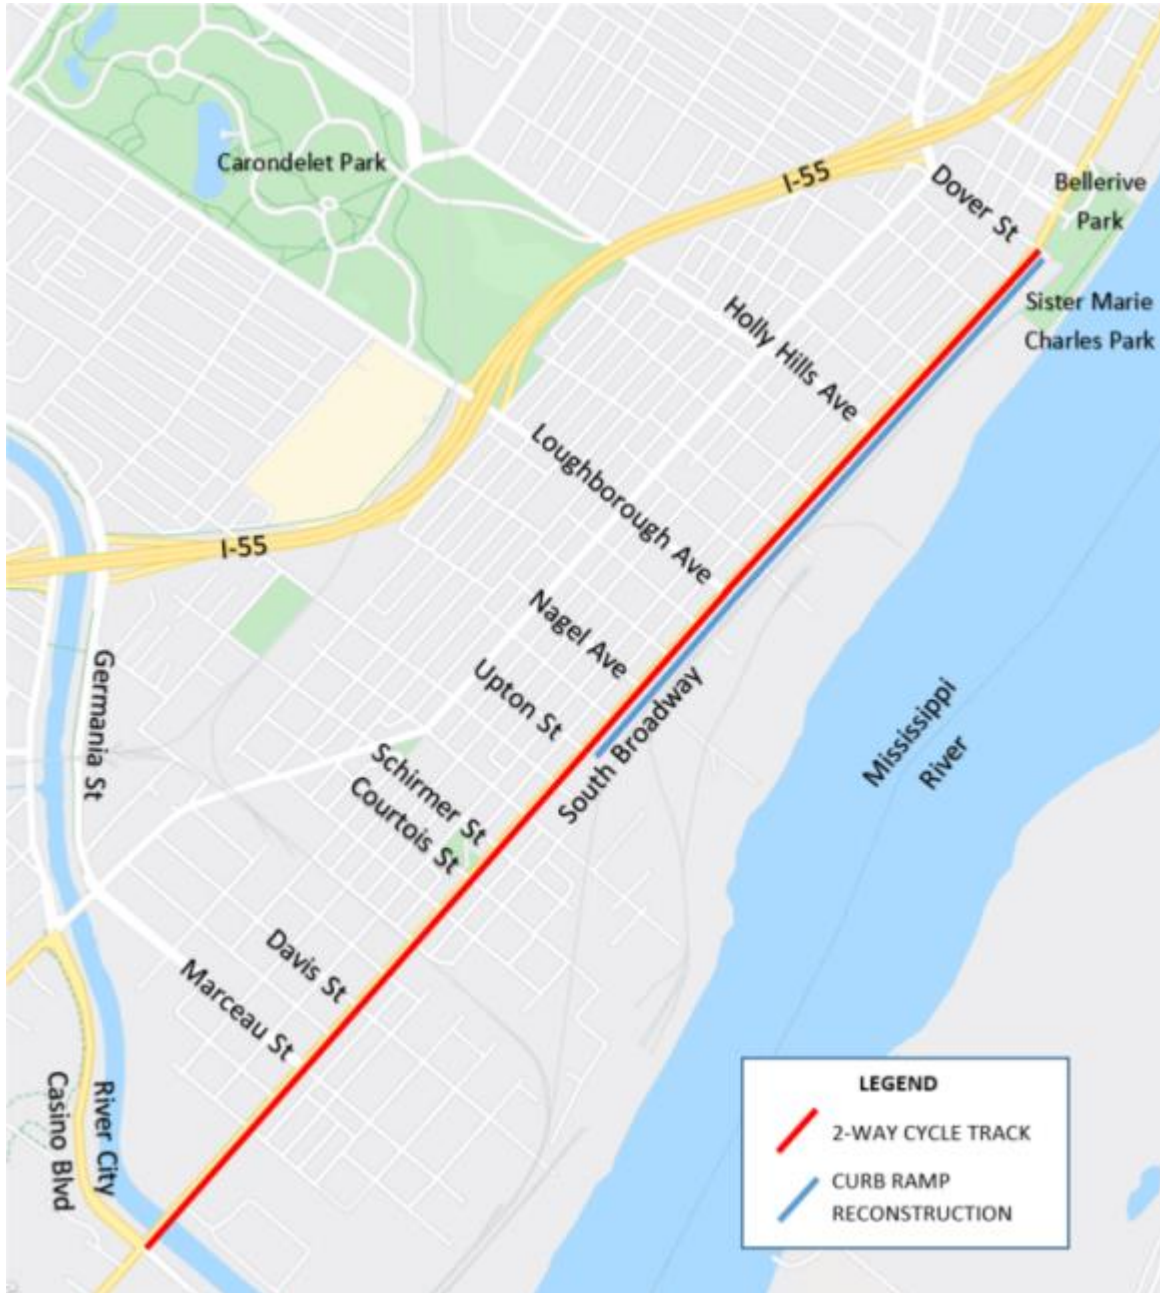 Carondelet Park
I-55
Dover St
Bellerive
Park
Sister Marie
Charles Park
Holly Hills Ave
Loughborough Ave
I-55
Nagel Ave
Upton St
South Broadway
Mississippi
River
Germania St
Schirmer St
Courtois St
Davis St
Marceau St
River City
Casino Blvd
LEGEND
2-WAY CYCLE TRACK
CURB RAMP
RECONSTRUCTION